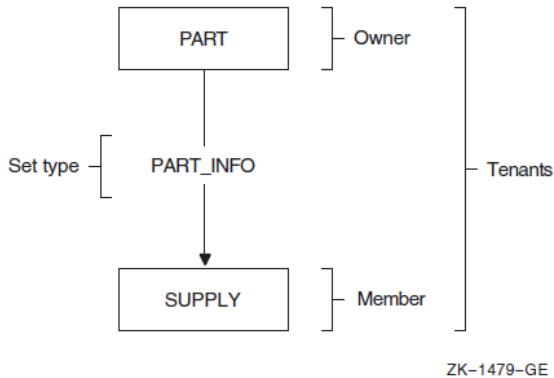 PART
Owner
Set type
PART_INFO
Tenants
SUPPLY
Member
ZK–1479–GE